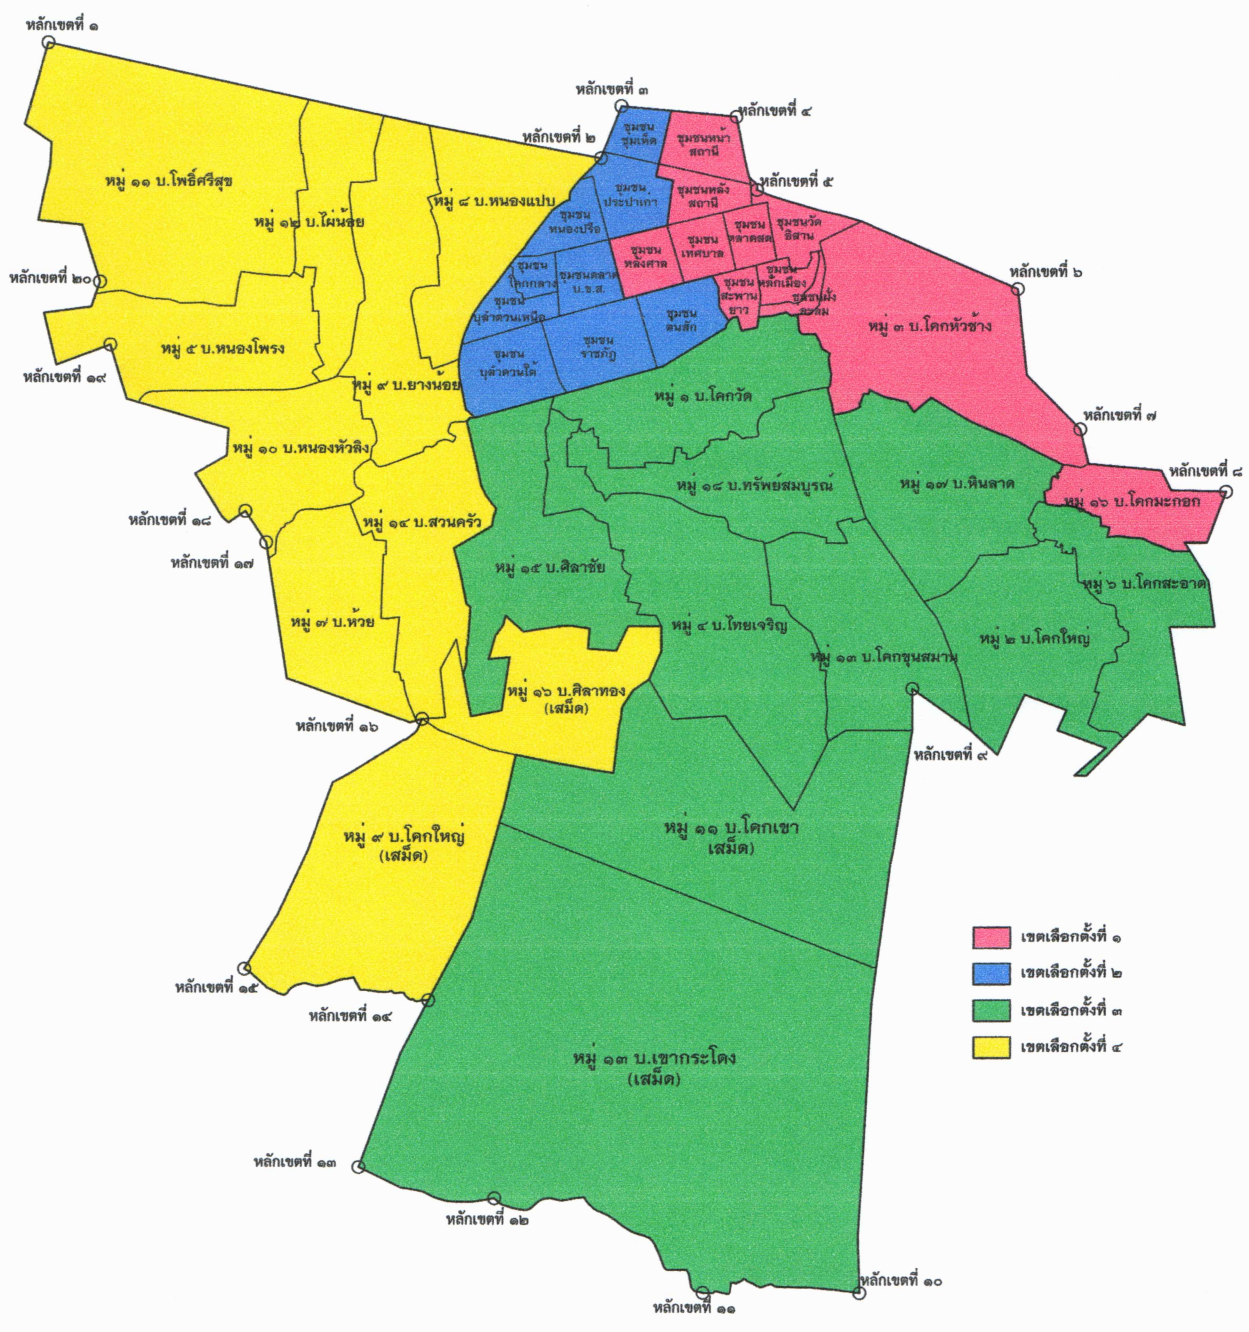 หลักเขตที่ ๑
หลักเขตที่ ๓
หลักเขตที่ ๔
หลักเขตที่ ๒
ชุมชน
ชุมเห็ด
ชุมชนหน้า
สถานี
หมู่ ๑๑ บ.โพธิ์ศรีสุข
หมู่ ๑๒ บ.ไผ่น้อย
หมู่ ๘ บ.หนองแปบ
ชุมชน
ประปาเก่า
ชุมชนหลัง
สถานี
หลักเขตที่ ๕
ชุมชน
หนองปรือ
ชุมชน
หลังศาล
ชุมชน
เทศบาล
ชุมชน
ตลาดสด
ชุมชนวัด
อิสาน
หลักเขตที่ ๖
หลักเขตที่ ๒๐
ชุมชน
โคกกลาง
ชุมชนตลาด
บ.ข.ส.
ชุมชน
สะพาน
ยาว
ชุมชน
หลักเมือง
ชุมชนฝั่ง
ละลม
ชุมชน
บุลำดวนเหนือ
ชุมชน
ต้นสัก
หมู่ ๓ บ.โคกหัวช้าง
หมู่ ๕ บ.หนองโพรง
ชุมชน
บุลำดวนใต้
ชุมชน
ราชภัฏ
หลักเขตที่ ๑๙
หมู่ ๙ บ.ยางน้อย
หมู่ ๑ บ.โคกวัด
หลักเขตที่ ๗
หมู่ ๑๐ บ.หนองหัวลิง
หลักเขตที่ ๘
หมู่ ๑๘ บ.ทรัพย์สมบูรณ์
หมู่ ๑๗ บ.หินลาด
หมู่ ๑๖ บ.โคกมะกอก
หลักเขตที่ ๑๘
หมู่ ๑๔ บ.สวนครัว
หลักเขตที่ ๑๗
หมู่ ๑๕ บ.ศิลาชัย
หมู่ ๖ บ.โคกสะอาด
หมู่ ๗ บ.ห้วย
หมู่ ๔ บ.ไทยเจริญ
หมู่ ๒ บ.โคกใหญ่
หมู่ ๑๓ บ.โคกขุนสมาน
หมู่ ๑๖ บ.ศิลาทอง
(เสม็ด)
หลักเขตที่ ๑๖
หลักเขตที่ ๙
หมู่ ๙ บ.โคกใหญ่
(เสม็ด)
หมู่ ๑๑ บ.โคกเขา
เสม็ด)
เขตเลือกตั้งที่ ๑
เขตเลือกตั้งที่ ๒
เขตเลือกตั้งที่ ๓
เขตเลือกตั้งที่ ๔
หลักเขตที่ ๑๕
หลักเขตที่ ๑๔
หมู่ ๑๓ บ.เขากระโดง
(เสม็ด)
หลักเขตที่ ๑๓
หลักเขตที่ ๑๒
หลักเขตที่ ๑๐
หลักเขตที่ ๑๑